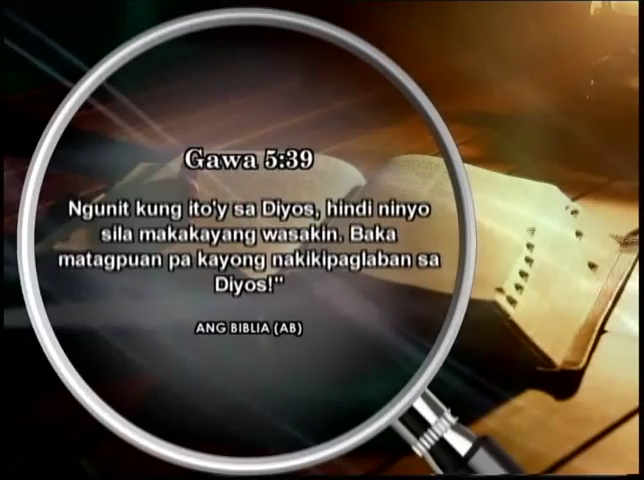 Gawa 5:39
Ngunit kung ito'y sa Diyos, hindi ninyo
sila makakayang wasakin. Baka
matagpuan pa kayong nakikipaglaban sa
Diyos!"
ANG BIBLIA (AB)